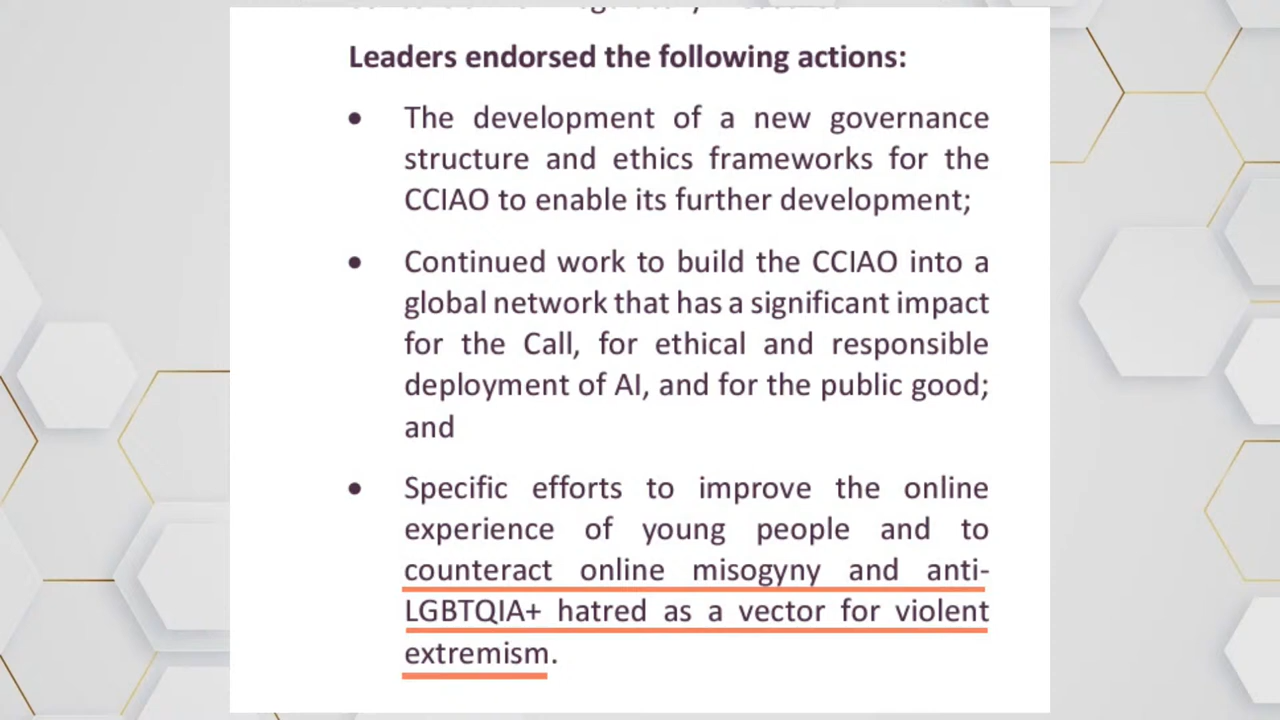 Leaders endorsed the following actions:
• The development of a new governance
structure and ethics frameworks for the
CCIAO to enable its further development;
• Continued work to build the CCIAO into a
global network that has a significant impact
for the Call, for ethical and responsible
deployment of AI, and for the public good;
and
• Specific efforts to improve the online
experience of young people and to
counteract online misogyny and anti-
LGBTQIA+ hatred as a vector for violent
extremism.